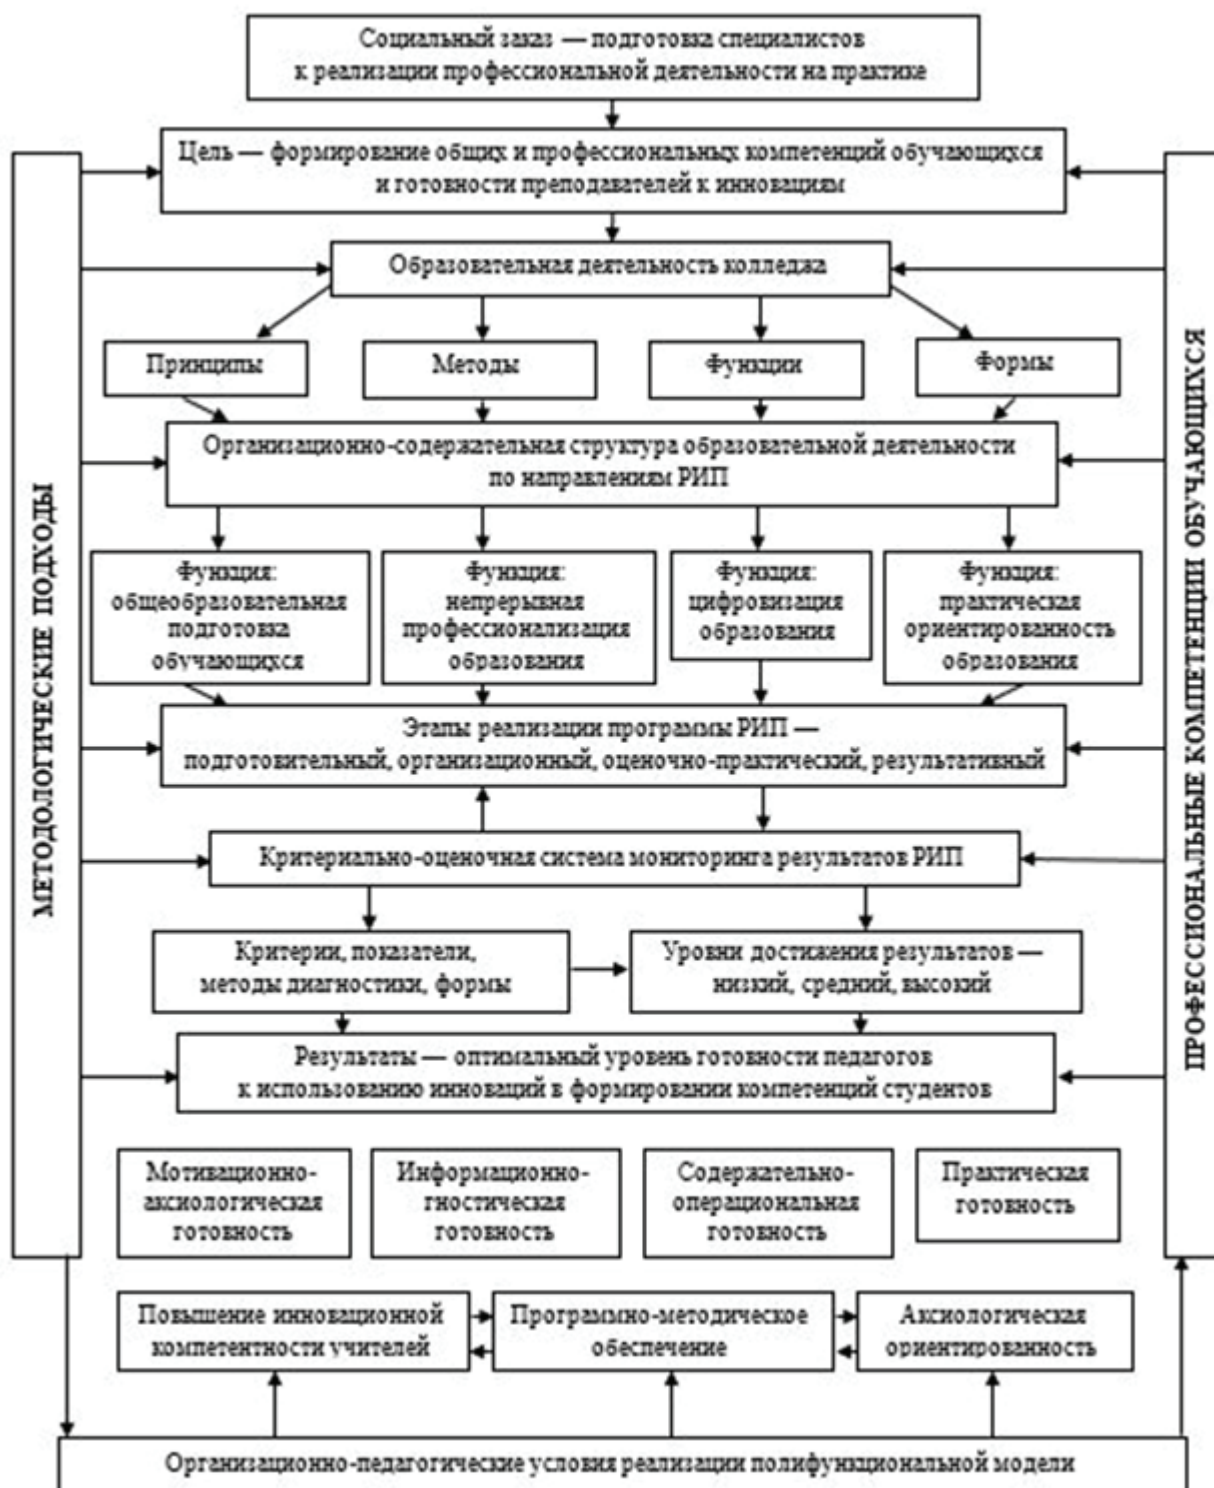 Социальный заказ — подготовка специалистов
к реализации профессиональной деятельности на практике
Цель — формирование общих и профессиональных компетенций обучающихся
и готовности преподавателей к инновациям
Образовательная деятельность колледжа
Принципы
Методы
Функции
Формы
Организационно-содержательная структура образовательной деятельности
по направлениям РИП
Функция:
общеобразовательная
подготовка
обучающихся
Функция:
непрерывная
профессионализация
образования
Функция:
цифровизация
образования
Функция:
практическая
ориентированность
образования
Этапы реализации программы РИП —
подготовительный, организационный, оценочно-практический, результативный
Критериально-оценочная система мониторинга результатов РИП
Критерии, показатели,
методы диагностики, формы
Уровни достижения результатов —
низкий, средний, высокий
Результаты — оптимальный уровень готовности педагогов
к использованию инноваций в формировании компетенций студентов
Мотивационно-
аксиологическая
готовность
Информационно-
гностическая
готовность
Содержательно-
операциональная
готовность
Практическая
готовность
Повышение инновационной
компетентности учителей
Программно-методическое
обеспечение
Аксиологическая
ориентированность
Организационно-педагогические условия реализации полифункциональной модели
МЕТОДОЛОГИЧЕСКИЕ ПОДХОДЫ
ПРОФЕССИОНАЛЬНЫЕ КОМПЕТЕНЦИИ ОБУЧАЮЩИХСЯ